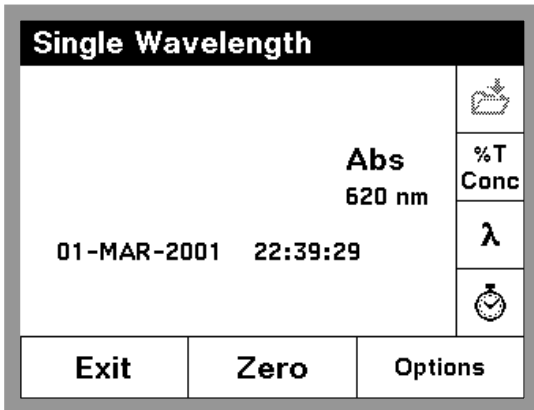 Single Wavelength
%T
Conc
Abs
620 nm
λ
01-MAR-2001 22:39:29
Exit Zero Options